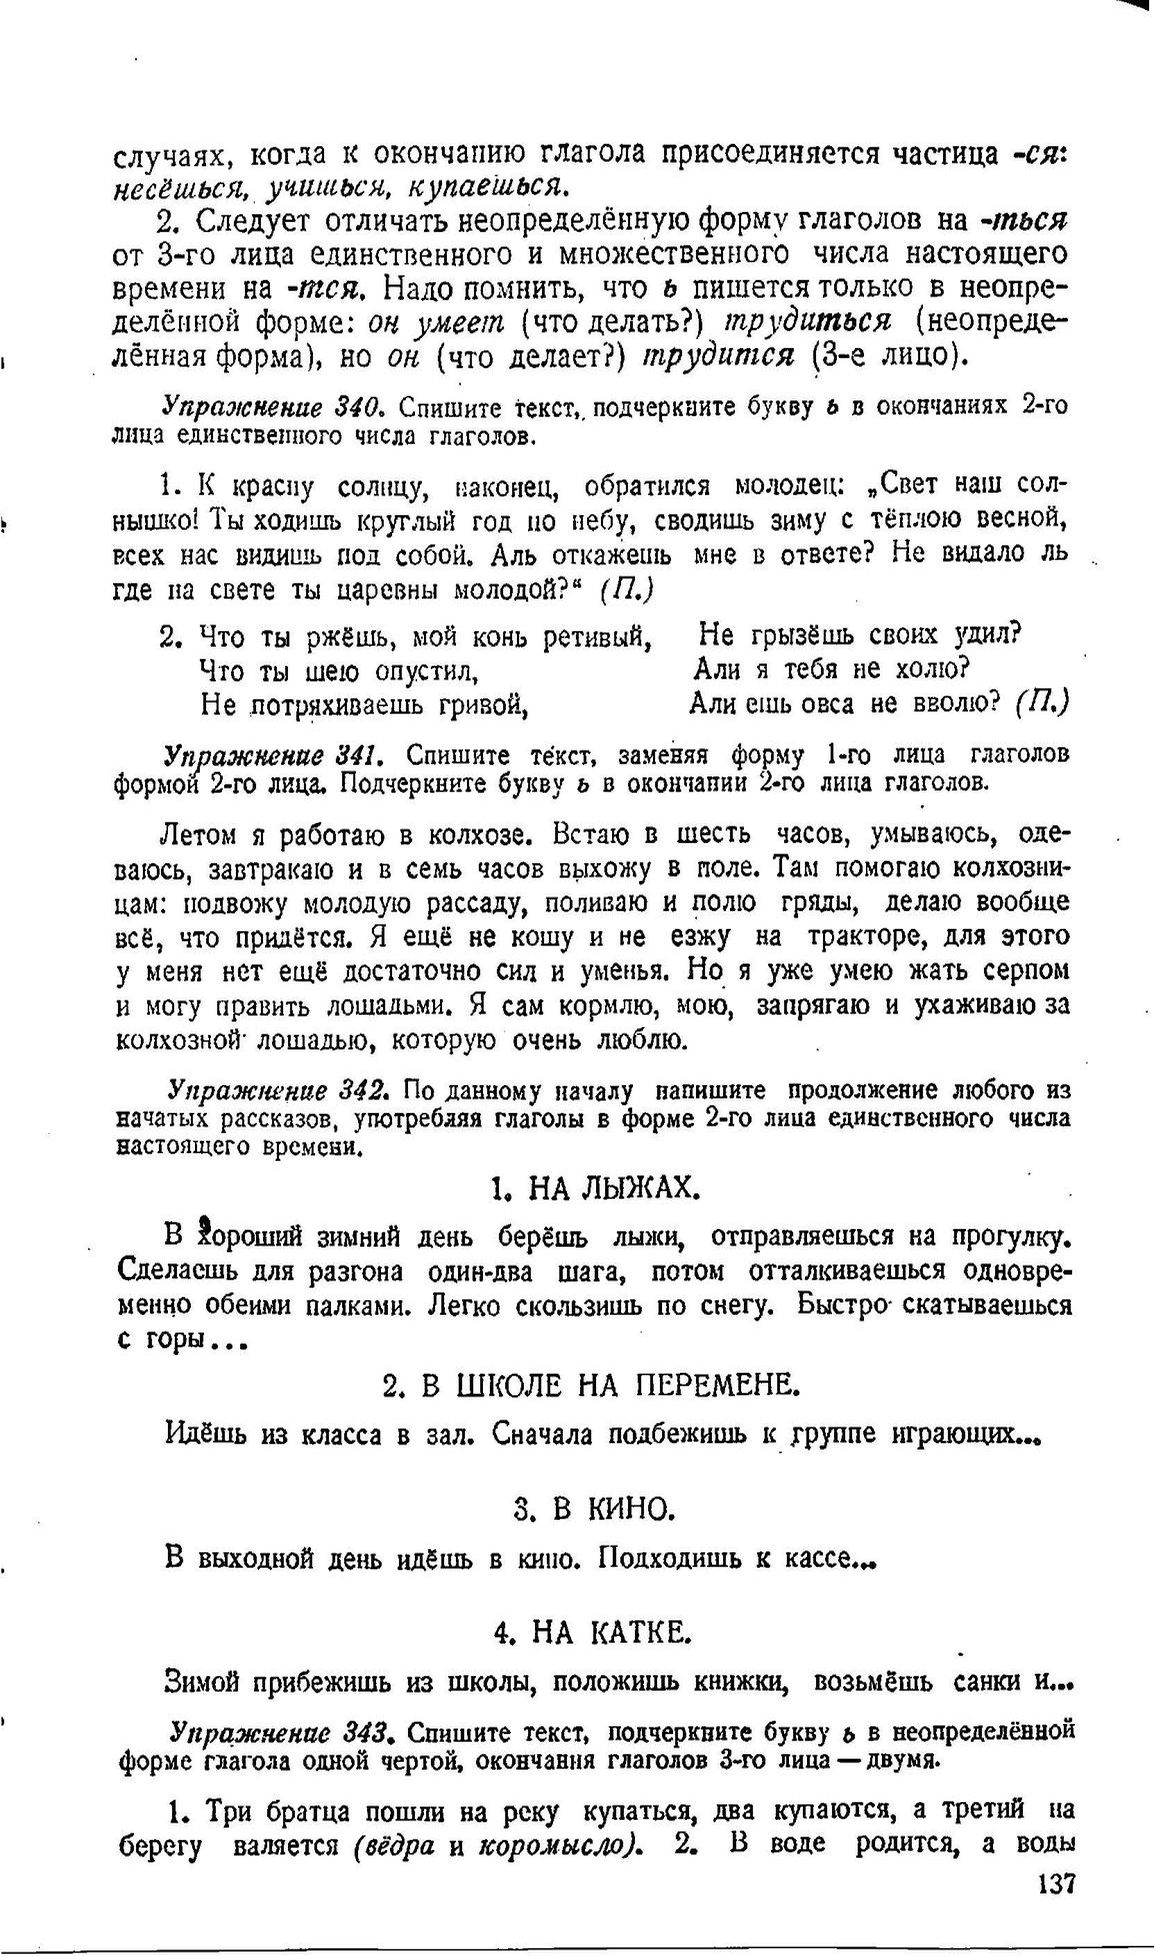 случаях, когда к окончанию глагола присоединяется частица -ся:
несёшься, учишься, купаешься.
2. Следует отличать неопределённую форму глаголов на -ться
от 3-го лица единственного и множественного числа настоящего
времени на -тся. Надо помнить, что ь пишется только в неопре-
делённой форме: он умеет (что делать?) трудиться (неопреде-
лённая форма), но он (что делает?) трудится (3-е лицо).
Упражнение 340. Спишите текст, подчеркните букву ь в окончаниях 2-го
лица единственного числа глаголов.
1. К красну солнцу, наконец, обратился молодец: „Свет наш сол-
нышко! Ты ходишь круглый год по небу, сводишь зиму с тёплою весной,
всех нас видишь под собой. Аль откажешь мне в ответе? Не видало ль
где на свете ты царевны молодой?“ (П.)
2. Что ты ржёшь, мой конь ретивый,
Что ты шею опустил,
Не потряхиваешь гривой,
Не грызёшь своих удил?
Али я тебя не холю?
Али ешь овса не вволю? (П.)
Упражнение 341. Спишите текст, заменяя форму 1-го лица глаголов
формой 2-го лица. Подчеркните букву ь в окончании 2-го лица глаголов.
Летом я работаю в колхозе. Встаю в шесть часов, умываюсь, оде-
ваюсь, завтракаю и в семь часов выхожу в поле. Там помогаю колхозни-
цам: подвожу молодую рассаду, поливаю и полю гряды, делаю вообще
всё, что придётся. Я ещё не кошу и не езжу на тракторе, для этого
у меня нет ещё достаточно сил и уменья. Но я уже умею жать серпом
и могу править лошадьми. Я сам кормлю, мою, запрягаю и ухаживаю за
колхозной лошадью, которую очень люблю.
Упражнение 342. По данному началу напишите продолжение любого из
начатых рассказов, употребляя глаголы в форме 2-го лица единственного числа
настоящего времени.
1. НА ЛЫЖАХ.
В хороший зимний день берёшь лыжи, отправляешься на прогулку.
Сделаешь для разгона один-два шага, потом отталкиваешься одновре-
менно обеими палками. Легко скользишь по снегу. Быстро скатываешься
с горы...
2. В ШКОЛЕ НА ПЕРЕМЕНЕ.
Идёшь из класса в зал. Сначала подбежишь к группе играющих...
3. В КИНО.
В выходной день идёшь в кино. Подходишь к кассе...
4. НА КАТКЕ.
Зимой прибежишь из школы, положишь книжки, возьмёшь санки и...
Упражнение 343. Спишите текст, подчеркните букву ь в неопределённой
форме глагола одной чертой, окончания глаголов 3-го лица — двумя.
1. Три братца пошли на реку купаться, два купаются, а третий на
берегу валяется (вёдра и коромысло). 2. В воде родится, а воды
137